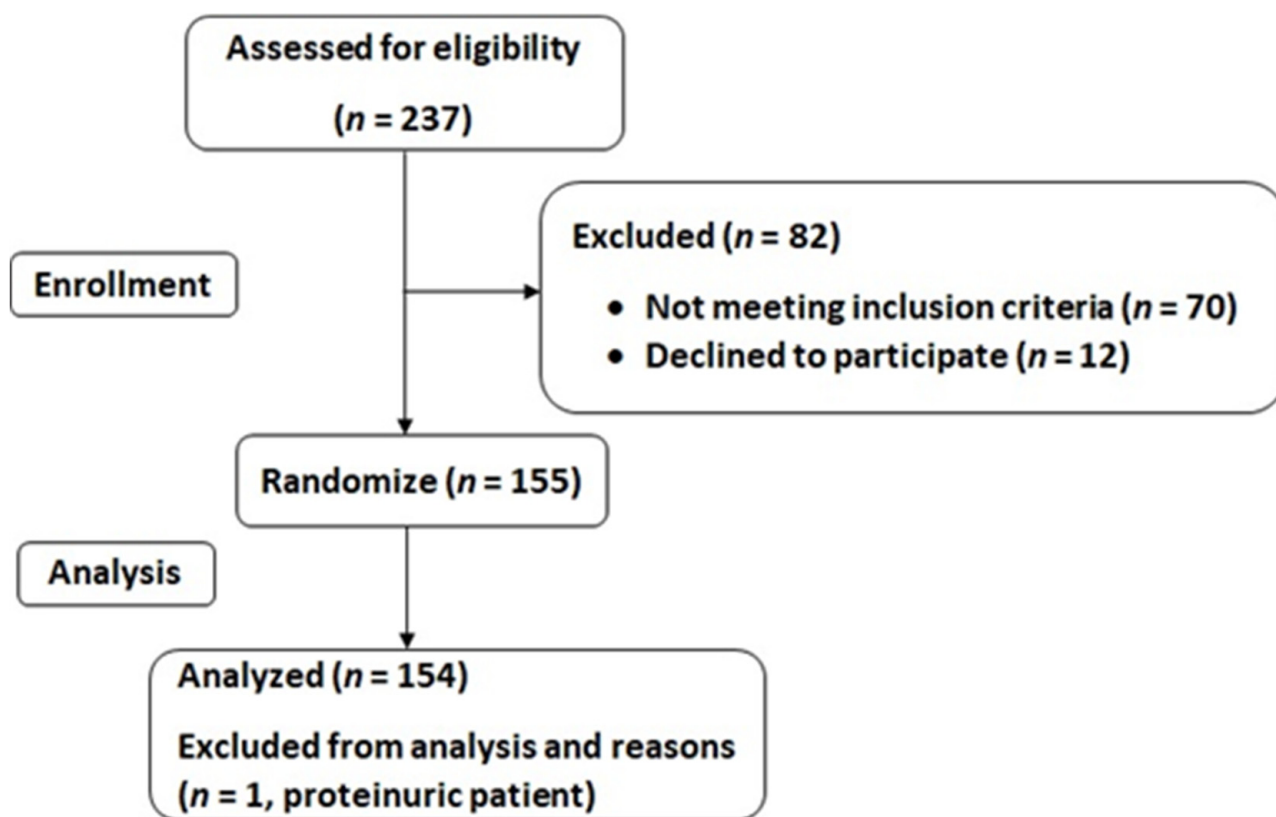 Assessed for eligibility
(n = 237)
Enrollment
Excluded (n = 82)
• Not meeting inclusion criteria (n = 70)
• Declined to participate (n = 12)
Randomize (n = 155)
Analysis
Analyzed (n = 154)
Excluded from analysis and reasons
(n = 1, proteinuric patient)